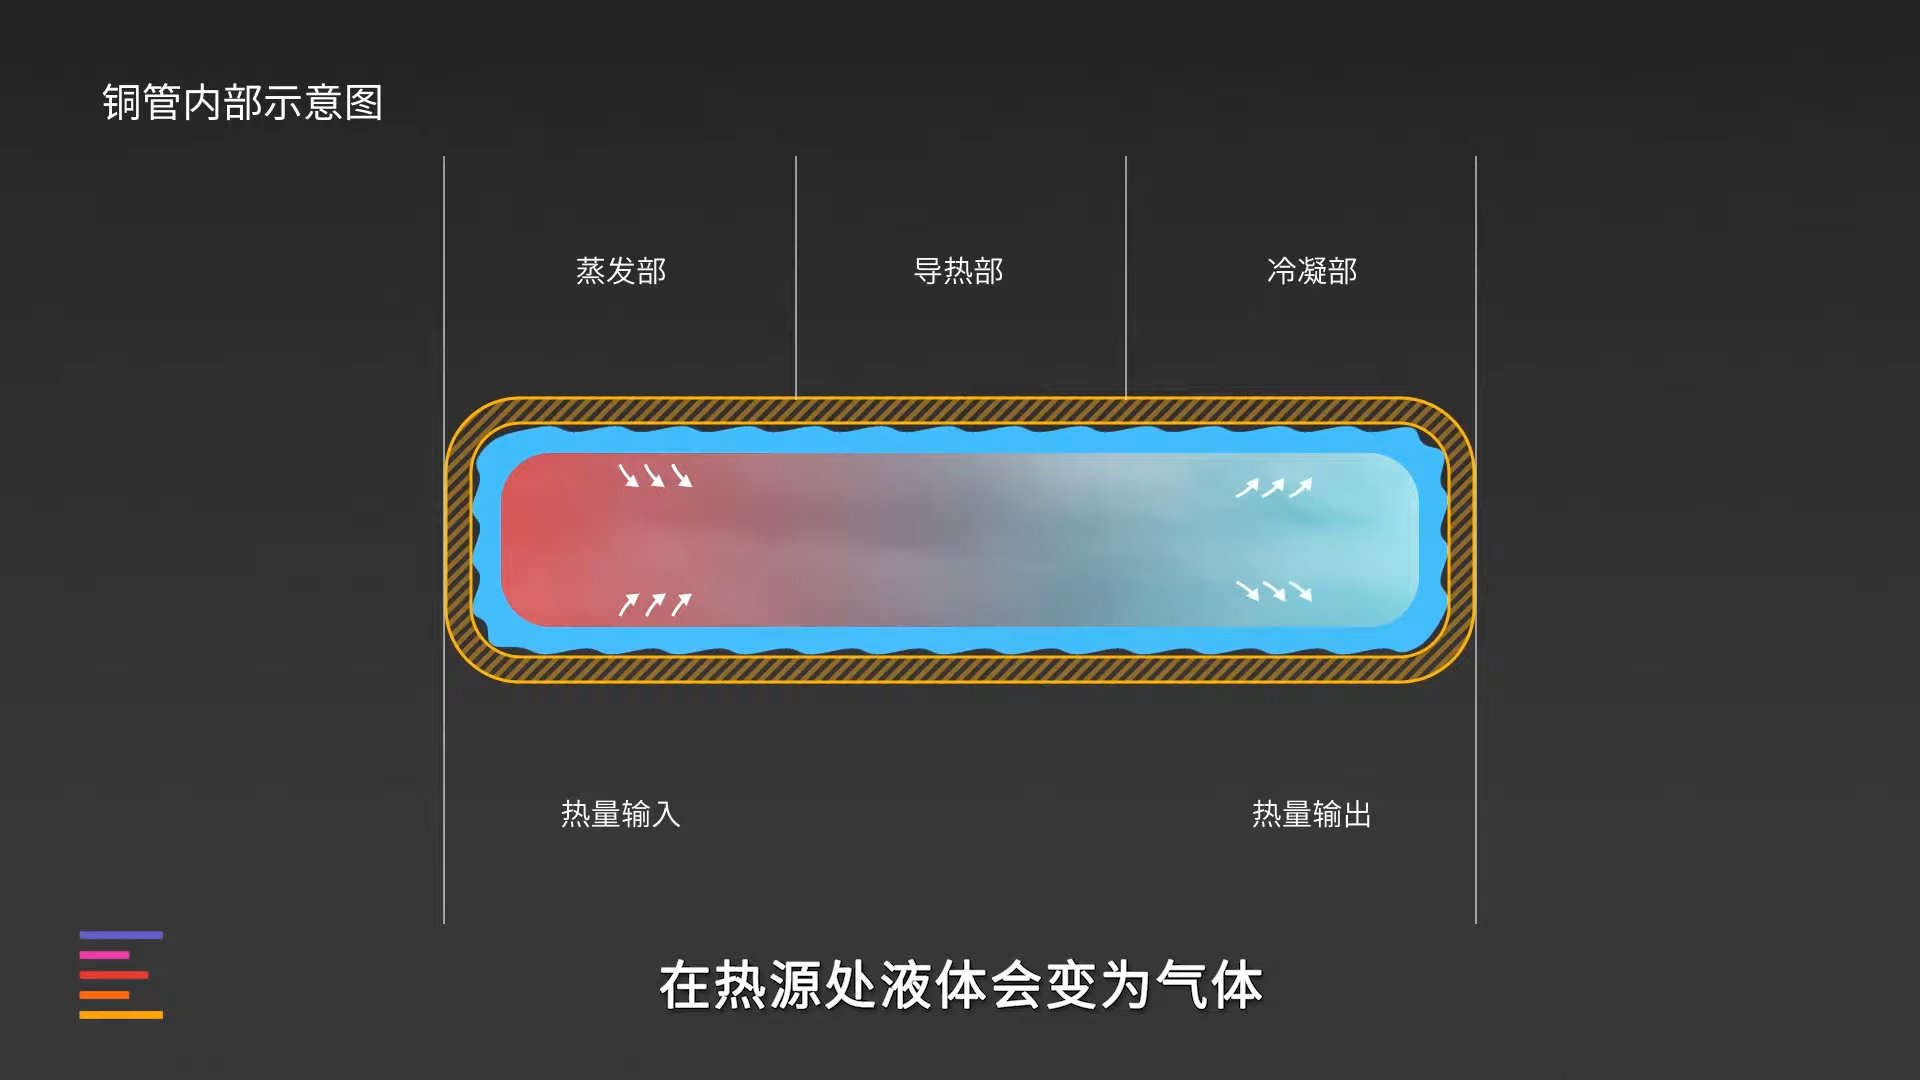 铜管内部示意图
蒸发部
导热部
冷凝部
热量输入
热量输出
在热源处液体会变为气体